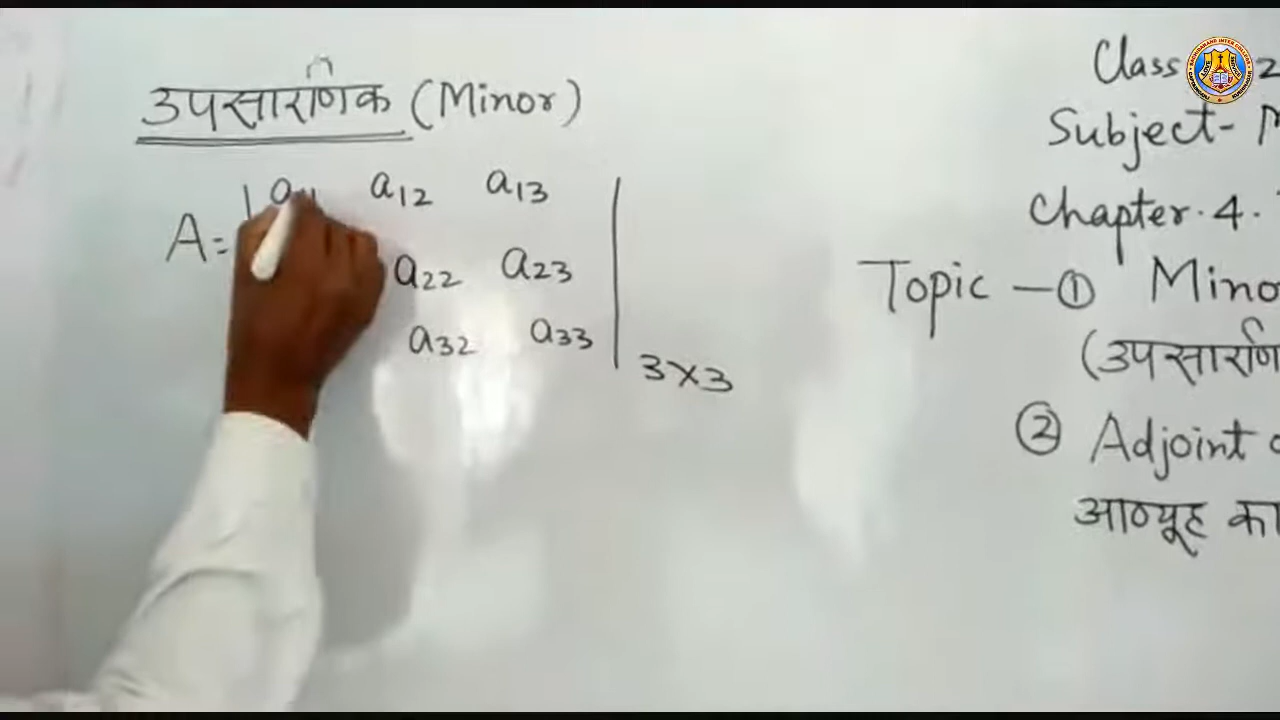 उपसारणिक (Minor)
A = | a11 a12 a13 |
a22 a23
a32 a33
3×3
Class
Subject-
Chapter. 4.
Topic — ① Mino
(उपसारणि
② Adjoint
आव्यूह का